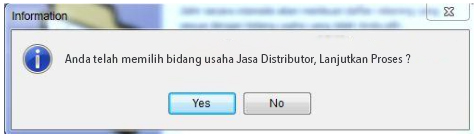 Information
Anda telah memilih bidang usaha Jasa Distributor, Lanjutkan Proses ?
Yes
No